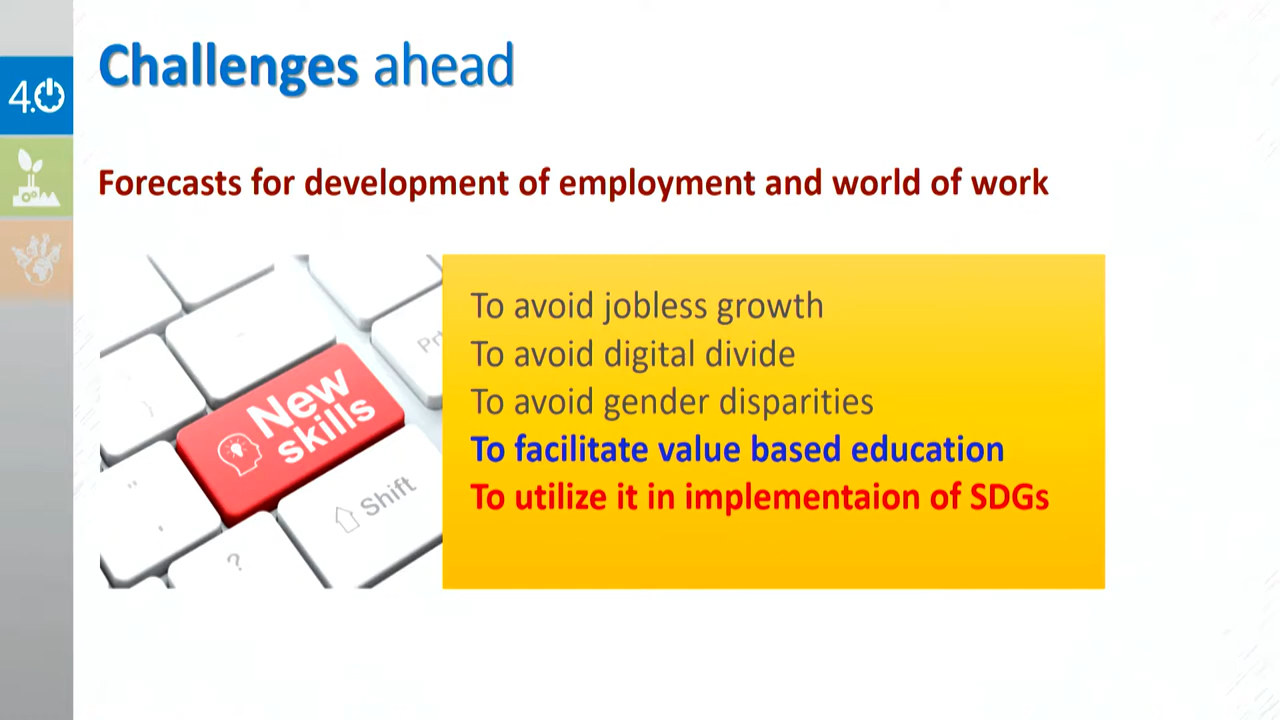 Challenges ahead
4.0
Forecasts for development of employment and world of work
To avoid jobless growth
To avoid digital divide
To avoid gender disparities
To facilitate value based education
To utilize it in implementaion of SDGs
New
skills
Shift
?
"
'
}